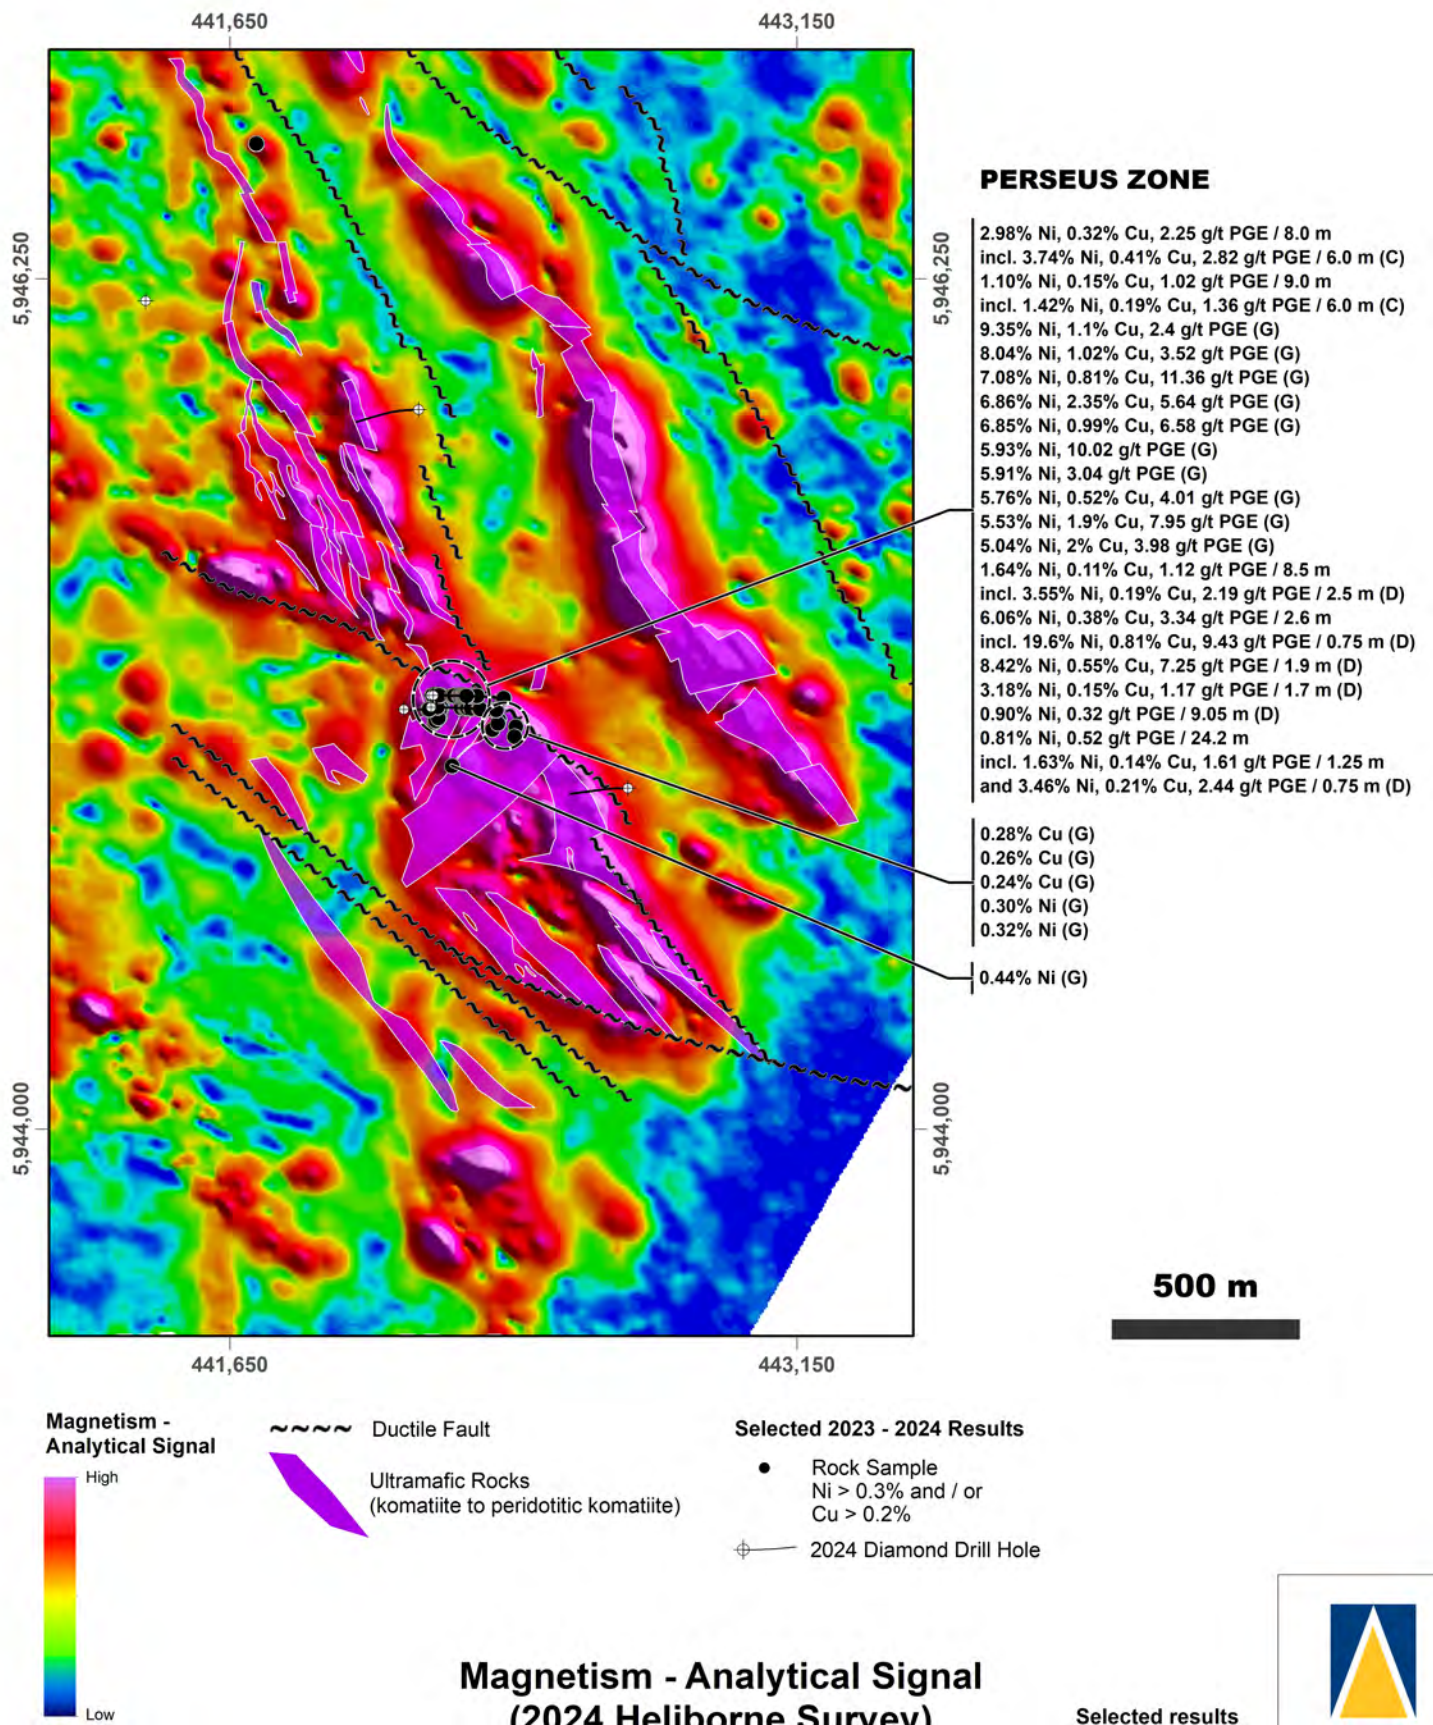 441,650
443,150
5,946,250
5,946,250
PERSEUS ZONE
2.98% Ni, 0.32% Cu, 2.25 g/t PGE / 8.0 m
incl. 3.74% Ni, 0.41% Cu, 2.82 g/t PGE / 6.0 m (C)
1.10% Ni, 0.15% Cu, 1.02 g/t PGE / 9.0 m
incl. 1.42% Ni, 0.19% Cu, 1.36 g/t PGE / 6.0 m (C)
9.35% Ni, 1.1% Cu, 2.4 g/t PGE (G)
8.04% Ni, 1.02% Cu, 3.52 g/t PGE (G)
7.08% Ni, 0.81% Cu, 11.36 g/t PGE (G)
6.86% Ni, 2.35% Cu, 5.64 g/t PGE (G)
6.85% Ni, 0.99% Cu, 6.58 g/t PGE (G)
5.93% Ni, 10.02 g/t PGE (G)
5.91% Ni, 3.04 g/t PGE (G)
5.76% Ni, 0.52% Cu, 4.01 g/t PGE (G)
5.53% Ni, 1.9% Cu, 7.95 g/t PGE (G)
5.04% Ni, 2% Cu, 3.98 g/t PGE (G)
1.64% Ni, 0.11% Cu, 1.12 g/t PGE / 8.5 m
incl. 3.55% Ni, 0.19% Cu, 2.19 g/t PGE / 2.5 m (D)
6.06% Ni, 0.38% Cu, 3.34 g/t PGE / 2.6 m
incl. 19.6% Ni, 0.81% Cu, 9.43 g/t PGE / 0.75 m (D)
8.42% Ni, 0.55% Cu, 7.25 g/t PGE / 1.9 m (D)
3.18% Ni, 0.15% Cu, 1.17 g/t PGE / 1.7 m (D)
0.90% Ni, 0.32 g/t PGE / 9.05 m (D)
0.81% Ni, 0.52 g/t PGE / 24.2 m
incl. 1.63% Ni, 0.14% Cu, 1.61 g/t PGE / 1.25 m
and 3.46% Ni, 0.21% Cu, 2.44 g/t PGE / 0.75 m (D)
0.28% Cu (G)
0.26% Cu (G)
0.24% Cu (G)
0.30% Ni (G)
0.32% Ni (G)
0.44% Ni (G)
5,944,000
5,944,000
500 m
441,650
443,150
Magnetism -
Analytical Signal
High
Low
Ductile Fault
Ultramafic Rocks
(komatiite to peridotitic komatiite)
Selected 2023 - 2024 Results
Rock Sample
Ni > 0.3% and / or
Cu > 0.2%
2024 Diamond Drill Hole
Magnetism - Analytical Signal
(2024 Heliborne Survey)
Selected results